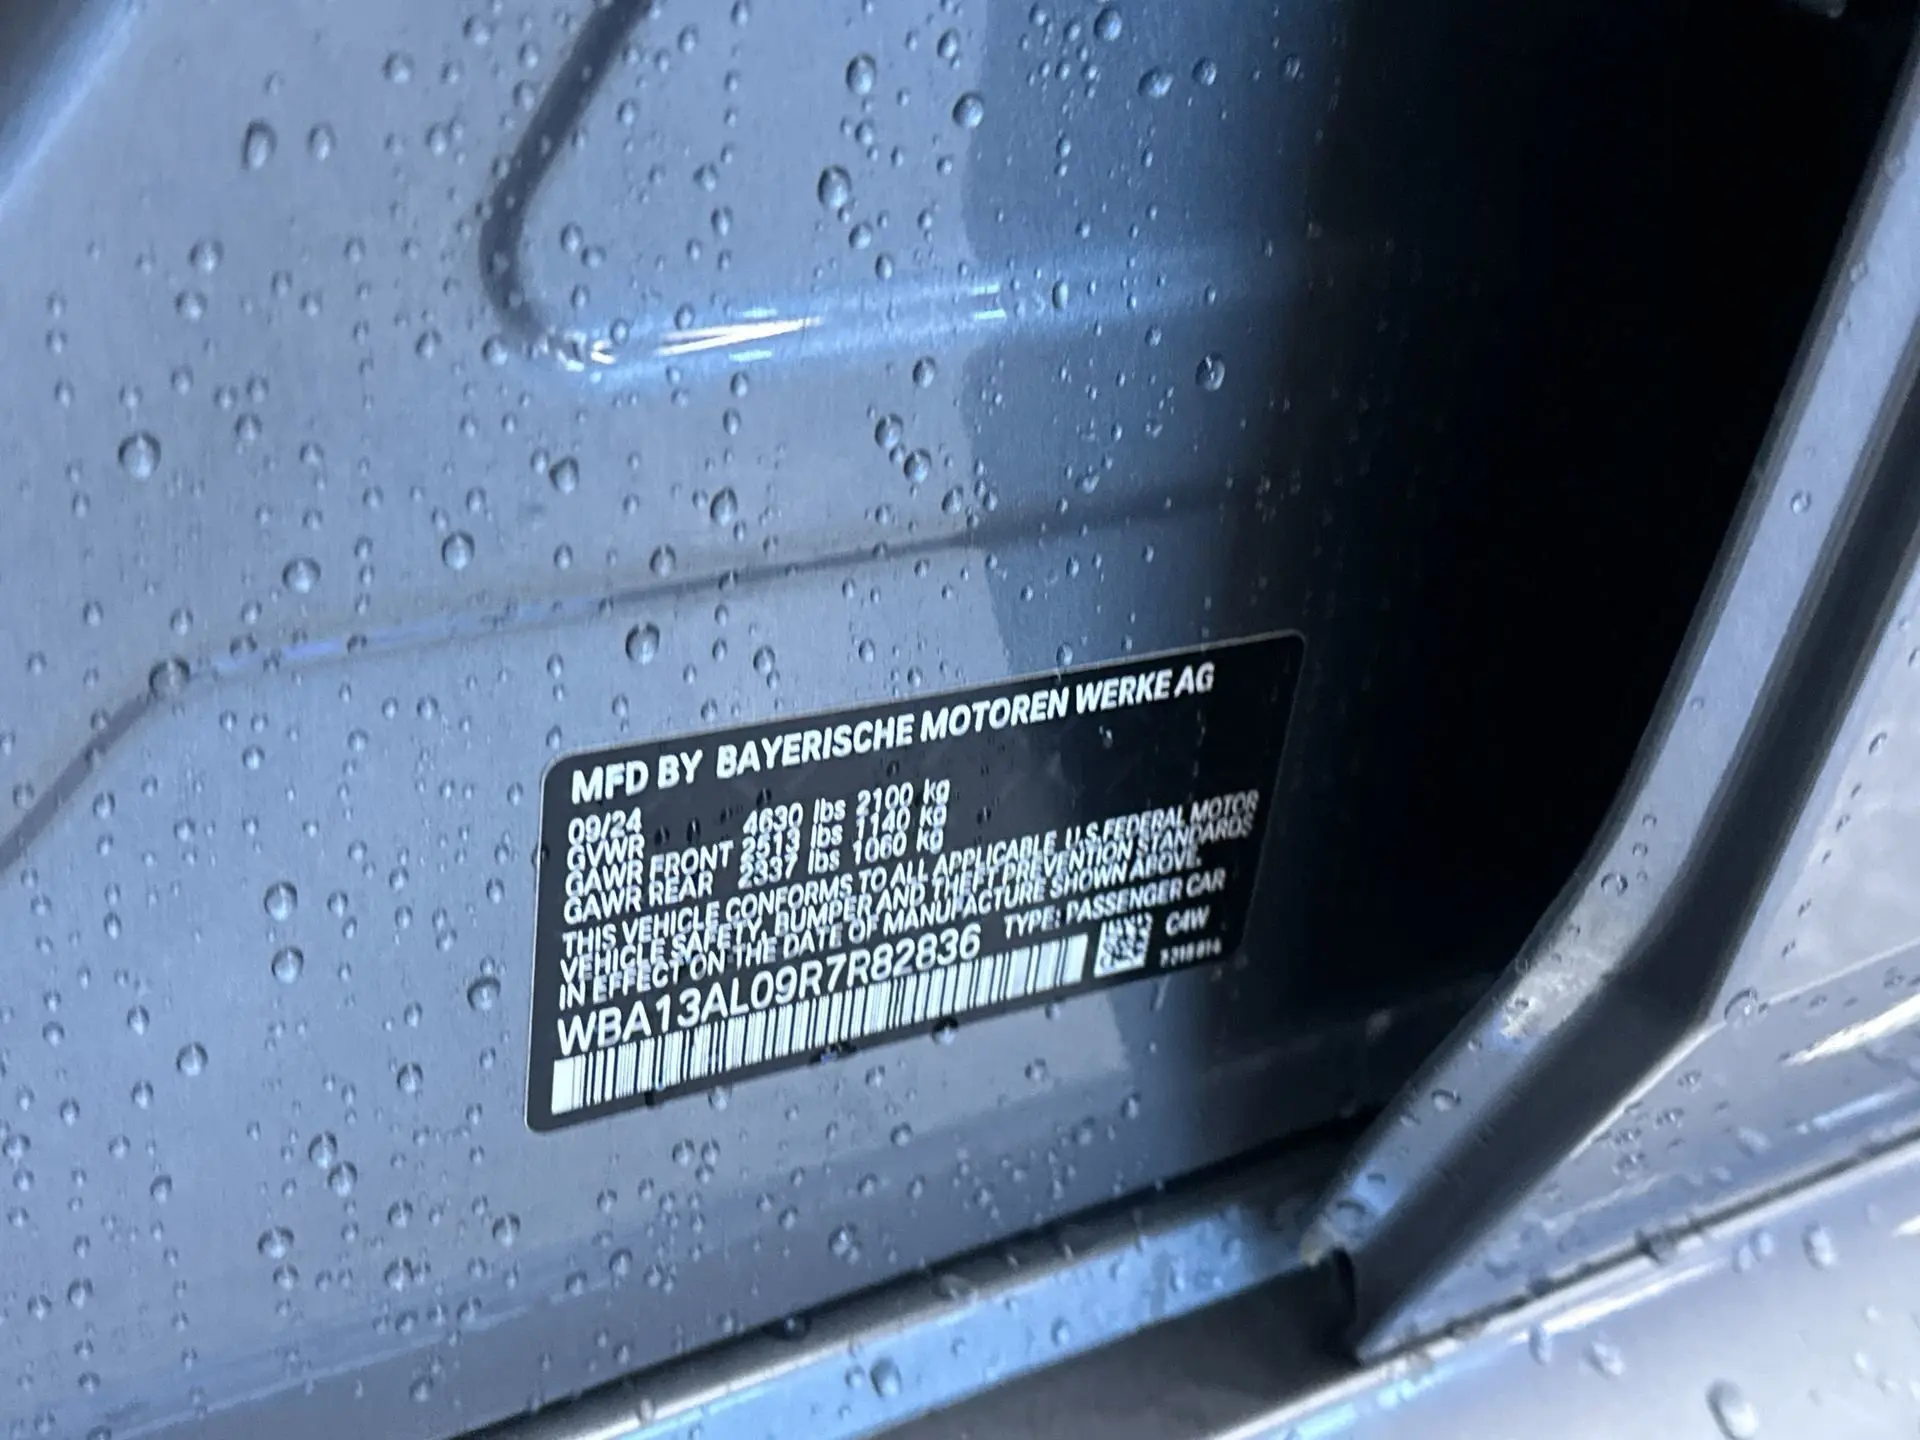 MFD BY BAYERISCHE MOTOREN WERKE AG
09/24
GVWR 4630 lbs 2100 kg
GAWR FRONT 2513 lbs 1140 kg
GAWR REAR 2337 lbs 1060 kg
THIS VEHICLE CONFORMS TO ALL APPLICABLE U.S.FEDERAL MOTOR
VEHICLE SAFETY, BUMPER AND THEFT PREVENTION STANDARDS
IN EFFECT ON THE DATE OF MANUFACTURE SHOWN ABOVE.
WBA13AL09R7R82836 TYPE: PASSENGER CAR
C4W